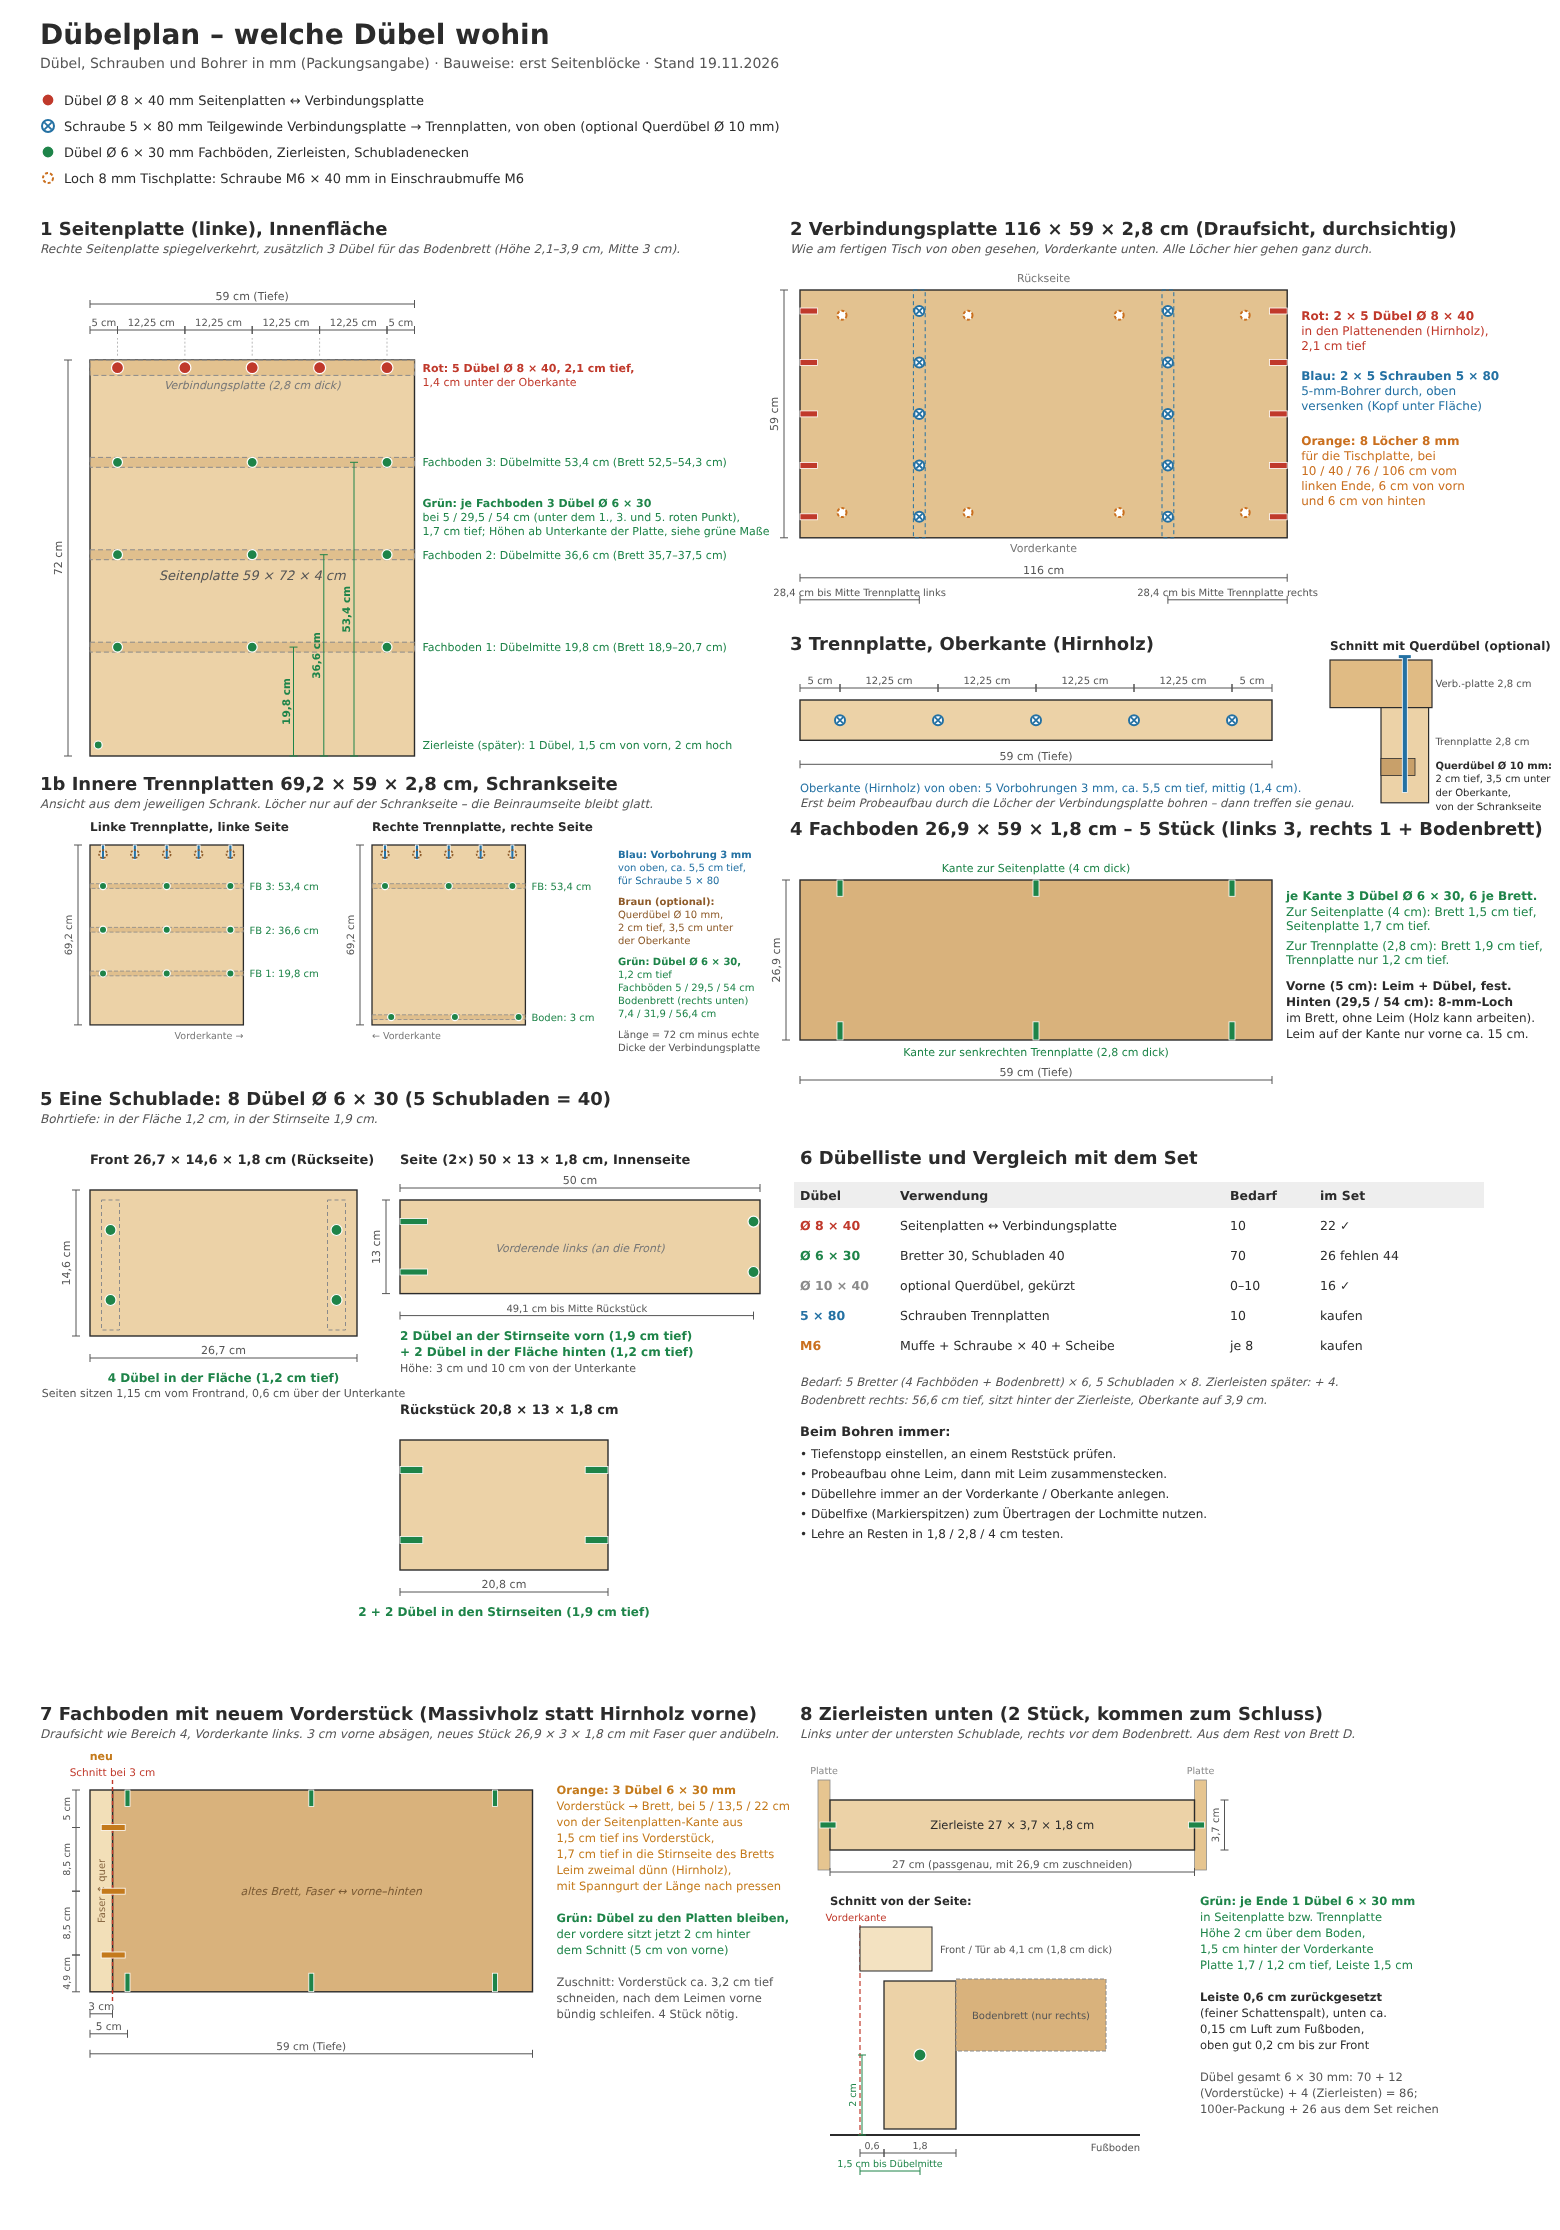 Dübelplan – welche Dübel wohin
Dübel, Schrauben und Bohrer in mm (Packungsangabe) · Bauweise: erst Seitenblöcke · Stand 19.11.2026
Dübel Ø 8 × 40 mm Seitenplatten ↔ Verbindungsplatte
Schraube 5 × 80 mm Teilgewinde Verbindungsplatte → Trennplatten, von oben (optional Querdübel Ø 10 mm)
Dübel Ø 6 × 30 mm Fachböden, Zierleisten, Schubladenecken
Loch 8 mm Tischplatte: Schraube M6 × 40 mm in Einschraubmuffe M6
1 Seitenplatte (linke), Innenfläche
Rechte Seitenplatte spiegelverkehrt, zusätzlich 3 Dübel für das Bodenbrett (Höhe 2,1–3,9 cm, Mitte 3 cm).
59 cm (Tiefe)
5 cm 12,25 cm 12,25 cm 12,25 cm 12,25 cm 5 cm
Verbindungsplatte (2,8 cm dick)
Rot: 5 Dübel Ø 8 × 40, 2,1 cm tief,
1,4 cm unter der Oberkante
Fachboden 3: Dübelmitte 53,4 cm (Brett 52,5–54,3 cm)
Grün: je Fachboden 3 Dübel Ø 6 × 30
bei 5 / 29,5 / 54 cm (unter dem 1., 3. und 5. roten Punkt),
1,7 cm tief; Höhen ab Unterkante der Platte, siehe grüne Maße
Fachboden 2: Dübelmitte 36,6 cm (Brett 35,7–37,5 cm)
72 cm
Seitenplatte 59 × 72 × 4 cm
53,4 cm
36,6 cm
19,8 cm
Fachboden 1: Dübelmitte 19,8 cm (Brett 18,9–20,7 cm)
Zierleiste (später): 1 Dübel, 1,5 cm von vorn, 2 cm hoch
2 Verbindungsplatte 116 × 59 × 2,8 cm (Draufsicht, durchsichtig)
Wie am fertigen Tisch von oben gesehen, Vorderkante unten. Alle Löcher hier gehen ganz durch.
Rückseite
59 cm
Rot: 2 × 5 Dübel Ø 8 × 40
in den Plattenenden (Hirnholz),
2,1 cm tief
Blau: 2 × 5 Schrauben 5 × 80
5-mm-Bohrer durch, oben
versenken (Kopf unter Fläche)
Orange: 8 Löcher 8 mm
für die Tischplatte, bei
10 / 40 / 76 / 106 cm vom
linken Ende, 6 cm von vorn
und 6 cm von hinten
Vorderkante
116 cm
28,4 cm bis Mitte Trennplatte links
28,4 cm bis Mitte Trennplatte rechts
3 Trennplatte, Oberkante (Hirnholz)
5 cm 12,25 cm 12,25 cm 12,25 cm 12,25 cm 5 cm
59 cm (Tiefe)
Oberkante (Hirnholz) von oben: 5 Vorbohrungen 3 mm, ca. 5,5 cm tief, mittig (1,4 cm).
Erst beim Probeaufbau durch die Löcher der Verbindungsplatte bohren – dann treffen sie genau.
Schnitt mit Querdübel (optional)
Verb.-platte 2,8 cm
Trennplatte 2,8 cm
Querdübel Ø 10 mm:
2 cm tief, 3,5 cm unter
der Oberkante,
von der Schrankseite
1b Innere Trennplatten 69,2 × 59 × 2,8 cm, Schrankseite
Ansicht aus dem jeweiligen Schrank. Löcher nur auf der Schrankseite – die Beinraumseite bleibt glatt.
Linke Trennplatte, linke Seite
69,2 cm
FB 3: 53,4 cm
FB 2: 36,6 cm
FB 1: 19,8 cm
Vorderkante →
Rechte Trennplatte, rechte Seite
69,2 cm
FB: 53,4 cm
Boden: 3 cm
← Vorderkante
Blau: Vorbohrung 3 mm
von oben, ca. 5,5 cm tief,
für Schraube 5 × 80
Braun (optional):
Querdübel Ø 10 mm,
2 cm tief, 3,5 cm unter
der Oberkante
Grün: Dübel Ø 6 × 30,
1,2 cm tief
Fachböden 5 / 29,5 / 54 cm
Bodenbrett (rechts unten)
7,4 / 31,9 / 56,4 cm
Länge = 72 cm minus echte
Dicke der Verbindungsplatte
4 Fachboden 26,9 × 59 × 1,8 cm – 5 Stück (links 3, rechts 1 + Bodenbrett)
Kante zur Seitenplatte (4 cm dick)
26,9 cm
Kante zur senkrechten Trennplatte (2,8 cm dick)
59 cm (Tiefe)
je Kante 3 Dübel Ø 6 × 30, 6 je Brett.
Zur Seitenplatte (4 cm): Brett 1,5 cm tief,
Seitenplatte 1,7 cm tief.
Zur Trennplatte (2,8 cm): Brett 1,9 cm tief,
Trennplatte nur 1,2 cm tief.
Vorne (5 cm): Leim + Dübel, fest.
Hinten (29,5 / 54 cm): 8-mm-Loch
im Brett, ohne Leim (Holz kann arbeiten).
Leim auf der Kante nur vorne ca. 15 cm.
5 Eine Schublade: 8 Dübel Ø 6 × 30 (5 Schubladen = 40)
Bohrtiefe: in der Fläche 1,2 cm, in der Stirnseite 1,9 cm.
Front 26,7 × 14,6 × 1,8 cm (Rückseite)
14,6 cm
26,7 cm
4 Dübel in der Fläche (1,2 cm tief)
Seiten sitzen 1,15 cm vom Frontrand, 0,6 cm über der Unterkante
Seite (2×) 50 × 13 × 1,8 cm, Innenseite
50 cm
13 cm
Vorderende links (an die Front)
49,1 cm bis Mitte Rückstück
2 Dübel an der Stirnseite vorn (1,9 cm tief)
+ 2 Dübel in der Fläche hinten (1,2 cm tief)
Höhe: 3 cm und 10 cm von der Unterkante
Rückstück 20,8 × 13 × 1,8 cm
20,8 cm
2 + 2 Dübel in den Stirnseiten (1,9 cm tief)
6 Dübelliste und Vergleich mit dem Set
Dübel Verwendung Bedarf im Set
Ø 8 × 40 Seitenplatten ↔ Verbindungsplatte 10 22 ✓
Ø 6 × 30 Bretter 30, Schubladen 40 70 26 fehlen 44
Ø 10 × 40 optional Querdübel, gekürzt 0–10 16 ✓
5 × 80 Schrauben Trennplatten 10 kaufen
M6 Muffe + Schraube × 40 + Scheibe je 8 kaufen
Bedarf: 5 Bretter (4 Fachböden + Bodenbrett) × 6, 5 Schubladen × 8. Zierleisten später: + 4.
Bodenbrett rechts: 56,6 cm tief, sitzt hinter der Zierleiste, Oberkante auf 3,9 cm.
Beim Bohren immer:
• Tiefenstopp einstellen, an einem Reststück prüfen.
• Probeaufbau ohne Leim, dann mit Leim zusammenstecken.
• Dübellehre immer an der Vorderkante / Oberkante anlegen.
• Dübelfixe (Markierspitzen) zum Übertragen der Lochmitte nutzen.
• Lehre an Resten in 1,8 / 2,8 / 4 cm testen.
7 Fachboden mit neuem Vorderstück (Massivholz statt Hirnholz vorne)
Draufsicht wie Bereich 4, Vorderkante links. 3 cm vorne absägen, neues Stück 26,9 × 3 × 1,8 cm mit Faser quer andübeln.
neu
Schnitt bei 3 cm
5 cm
8,5 cm
8,5 cm
4,9 cm
Faser ↔ quer
altes Brett, Faser ↔ vorne–hinten
3 cm
5 cm
59 cm (Tiefe)
Orange: 3 Dübel 6 × 30 mm
Vorderstück → Brett, bei 5 / 13,5 / 22 cm
von der Seitenplatten-Kante aus
1,5 cm tief ins Vorderstück,
1,7 cm tief in die Stirnseite des Bretts
Leim zweimal dünn (Hirnholz),
mit Spanngurt der Länge nach pressen
Grün: Dübel zu den Platten bleiben,
der vordere sitzt jetzt 2 cm hinter
dem Schnitt (5 cm von vorne)
Zuschnitt: Vorderstück ca. 3,2 cm tief
schneiden, nach dem Leimen vorne
bündig schleifen. 4 Stück nötig.
8 Zierleisten unten (2 Stück, kommen zum Schluss)
Links unter der untersten Schublade, rechts vor dem Bodenbrett. Aus dem Rest von Brett D.
Platte
Platte
Zierleiste 27 × 3,7 × 1,8 cm
3,7 cm
27 cm (passgenau, mit 26,9 cm zuschneiden)
Schnitt von der Seite:
Vorderkante
Front / Tür ab 4,1 cm (1,8 cm dick)
Bodenbrett (nur rechts)
2 cm
Fußboden
0,6 1,8
1,5 cm bis Dübelmitte
Grün: je Ende 1 Dübel 6 × 30 mm
in Seitenplatte bzw. Trennplatte
Höhe 2 cm über dem Boden,
1,5 cm hinter der Vorderkante
Platte 1,7 / 1,2 cm tief, Leiste 1,5 cm
Leiste 0,6 cm zurückgesetzt
(feiner Schattenspalt), unten ca.
0,15 cm Luft zum Fußboden,
oben gut 0,2 cm bis zur Front
Dübel gesamt 6 × 30 mm: 70 + 12
(Vorderstücke) + 4 (Zierleisten) = 86;
100er-Packung + 26 aus dem Set reichen